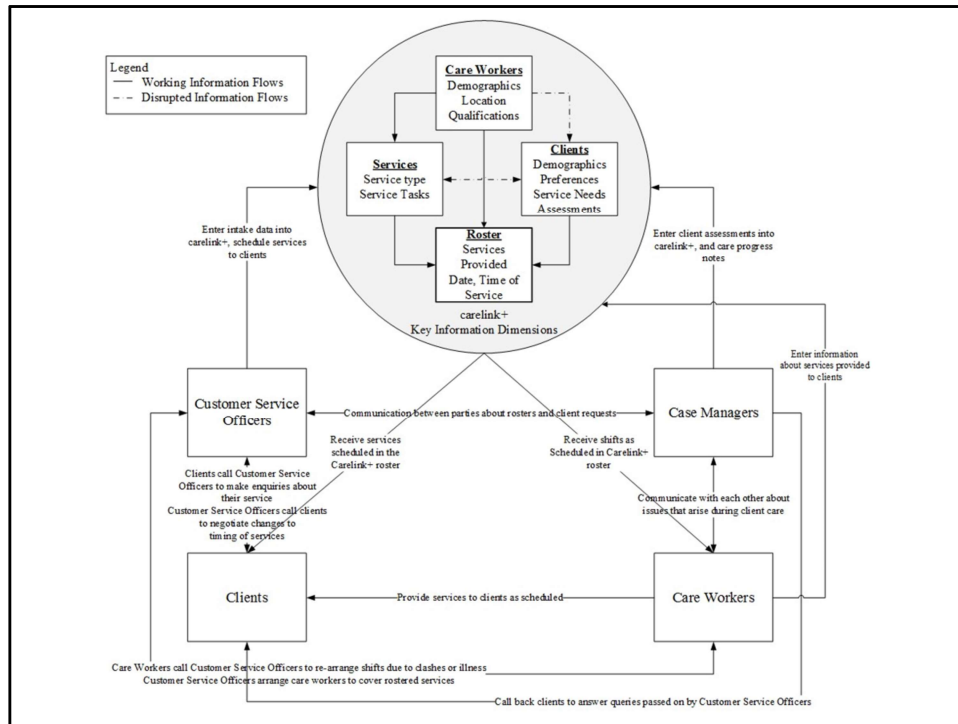 Legend
Working Information Flows
Disrupted Information Flows
Care Workers
Demographics
Location
Qualifications
Services
Service type
Service Tasks
Clients
Demographics
Preferences
Service Needs
Assessments
Roster
Services
Provided
Date, Time of
Service
carelink+
Key Information Dimensions
Enter intake data into
carelink+, schedule services
to clients
Enter client assessments into
carelink+, and care progress
notes
Enter information
about services provided
to clients
Customer Service
Officers
Communication between parties about rosters and client requests
Case Managers
Receive services
scheduled in the
Carelink+ roster
Receive shifts as
Scheduled in Carelink+
roster
Clients call Customer Service
Officers to make enquiries about
their service
Customer Service Officers call clients
to negotiate changes to
timing of services
Communicate with each other about
issues that arise during client care
Clients
Provide services to clients as scheduled
Care Workers
Care Workers call Customer Service Officers to re-arrange shifts due to clashes or illness
Customer Service Officers arrange care workers to cover rostered services
Call back clients to answer queries passed on by Customer Service Officers